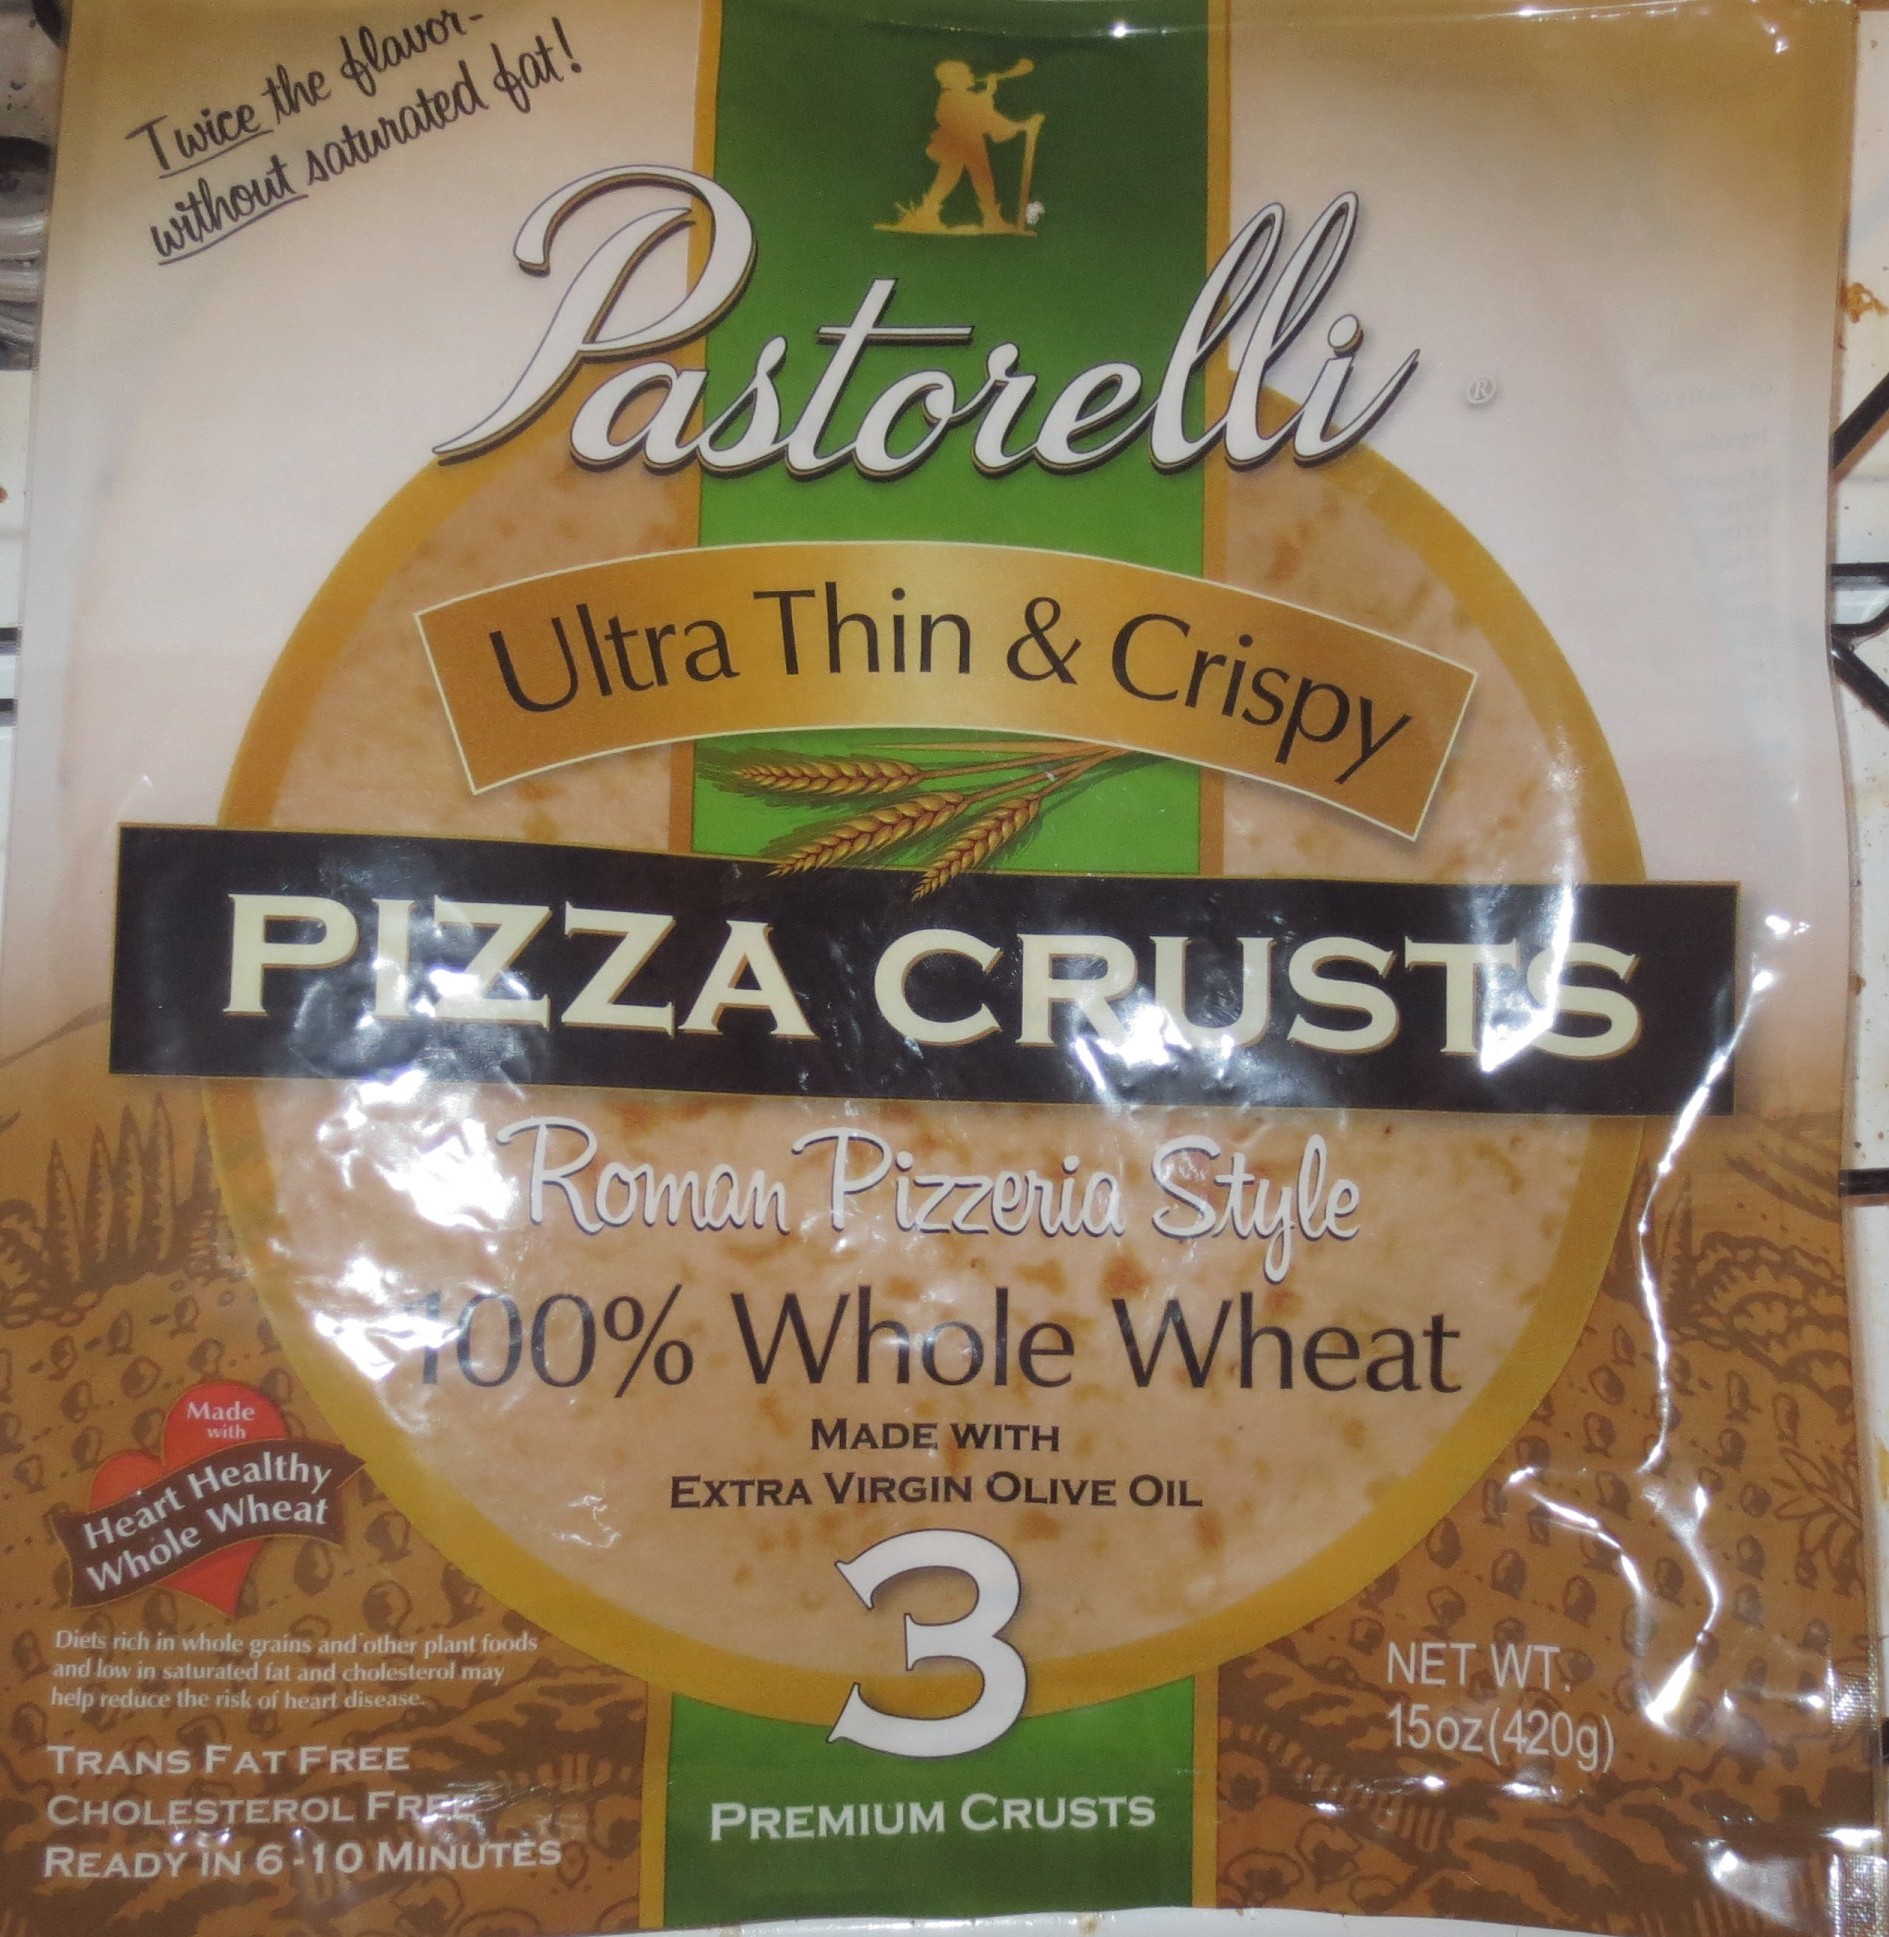 Twice the flavor-
without saturated fat!
Pastorelli ®
Ultra Thin & Crispy
PIZZA CRUSTS
Roman Pizzeria Style
100% Whole Wheat
MADE WITH
EXTRA VIRGIN OLIVE OIL
3
PREMIUM CRUSTS
Made
with
Heart Healthy
Whole Wheat
Diets rich in whole grains and other plant foods
and low in saturated fat and cholesterol may
help reduce the risk of heart disease.
TRANS FAT FREE
CHOLESTEROL FREE
READY IN 6-10 MINUTES
NET WT.
15oz(420g)